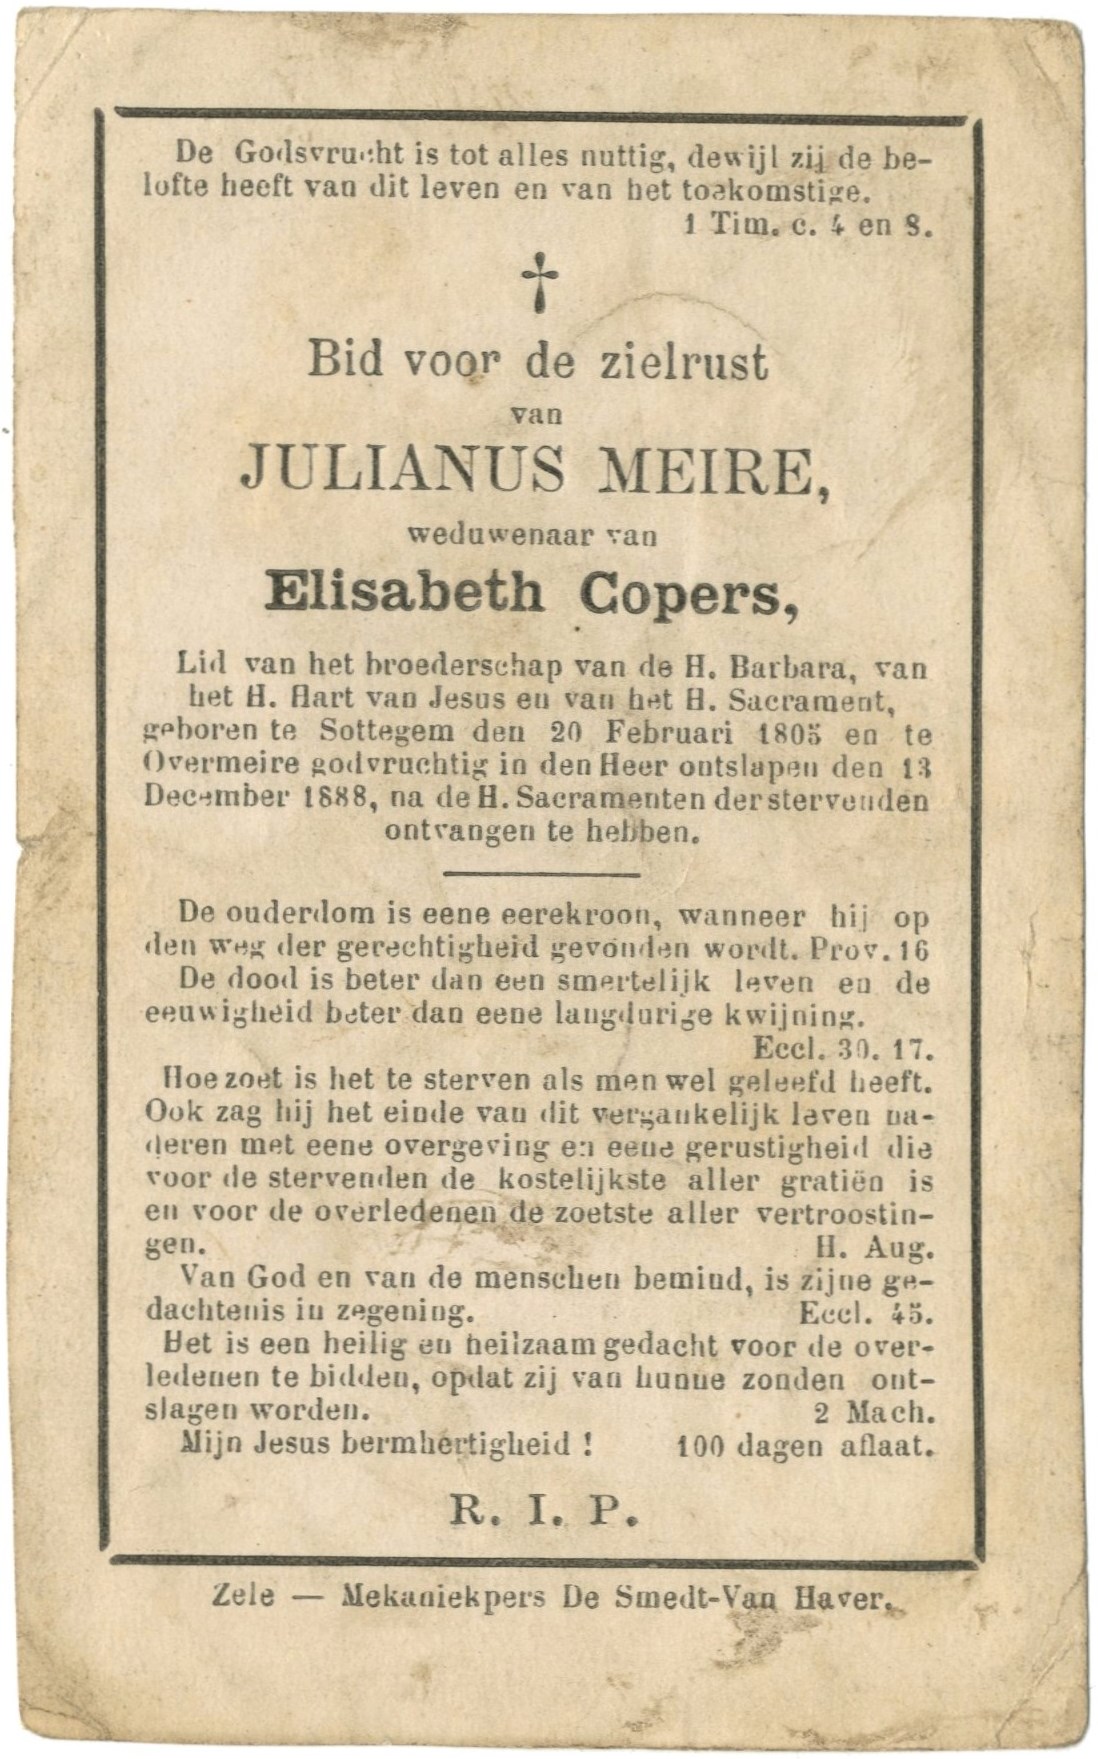 De Godsvrucht is tot alles nuttig, dewijl zij de be-
lofte heeft van dit leven en van het toekomstige.
1 Tim. c. 4 en 8.
†
Bid voor de zielrust
van
JULIANUS MEIRE,
weduwenaar van
Elisabeth Copers,
Lid van het broederschap van de H. Barbara, van
het H. Hart van Jesus en van het H. Sacrament,
geboren te Sottegem den 20 Februari 1805 en te
Overmeire godvruchtig in den Heer ontslapen den 13
December 1888, na de H. Sacramenten der stervenden
ontvangen te hebben.
De ouderdom is eene eerekroon, wanneer hij op
den weg der gerechtigheid gevonden wordt. Prov. 16
De dood is beter dan een smertelijk leven en de
eeuwigheid beter dan eene langdurige kwijning.
Eccl. 30. 17.
Hoe zoet is het te sterven als men wel geleefd heeft.
Ook zag hij het einde van dit vergankelijk leven na-
deren met eene overgeving en eene gerustigheid die
voor de stervenden de kostelijkste aller gratiën is
en voor de overledenen de zoetste aller vertroostin-
gen. H. Aug.
Van God en van de menschen bemind, is zijne ge-
dachtenis in zegening. Eccl. 45.
Het is een heilig en heilzaam gedacht voor de over-
ledenen te bidden, opdat zij van hunne zonden ont-
slagen worden. 2 Mach.
Mijn Jesus bermhertigheid ! 100 dagen aflaat.
R. I. P.
Zele — Mekaniekpers De Smedt-Van Haver.